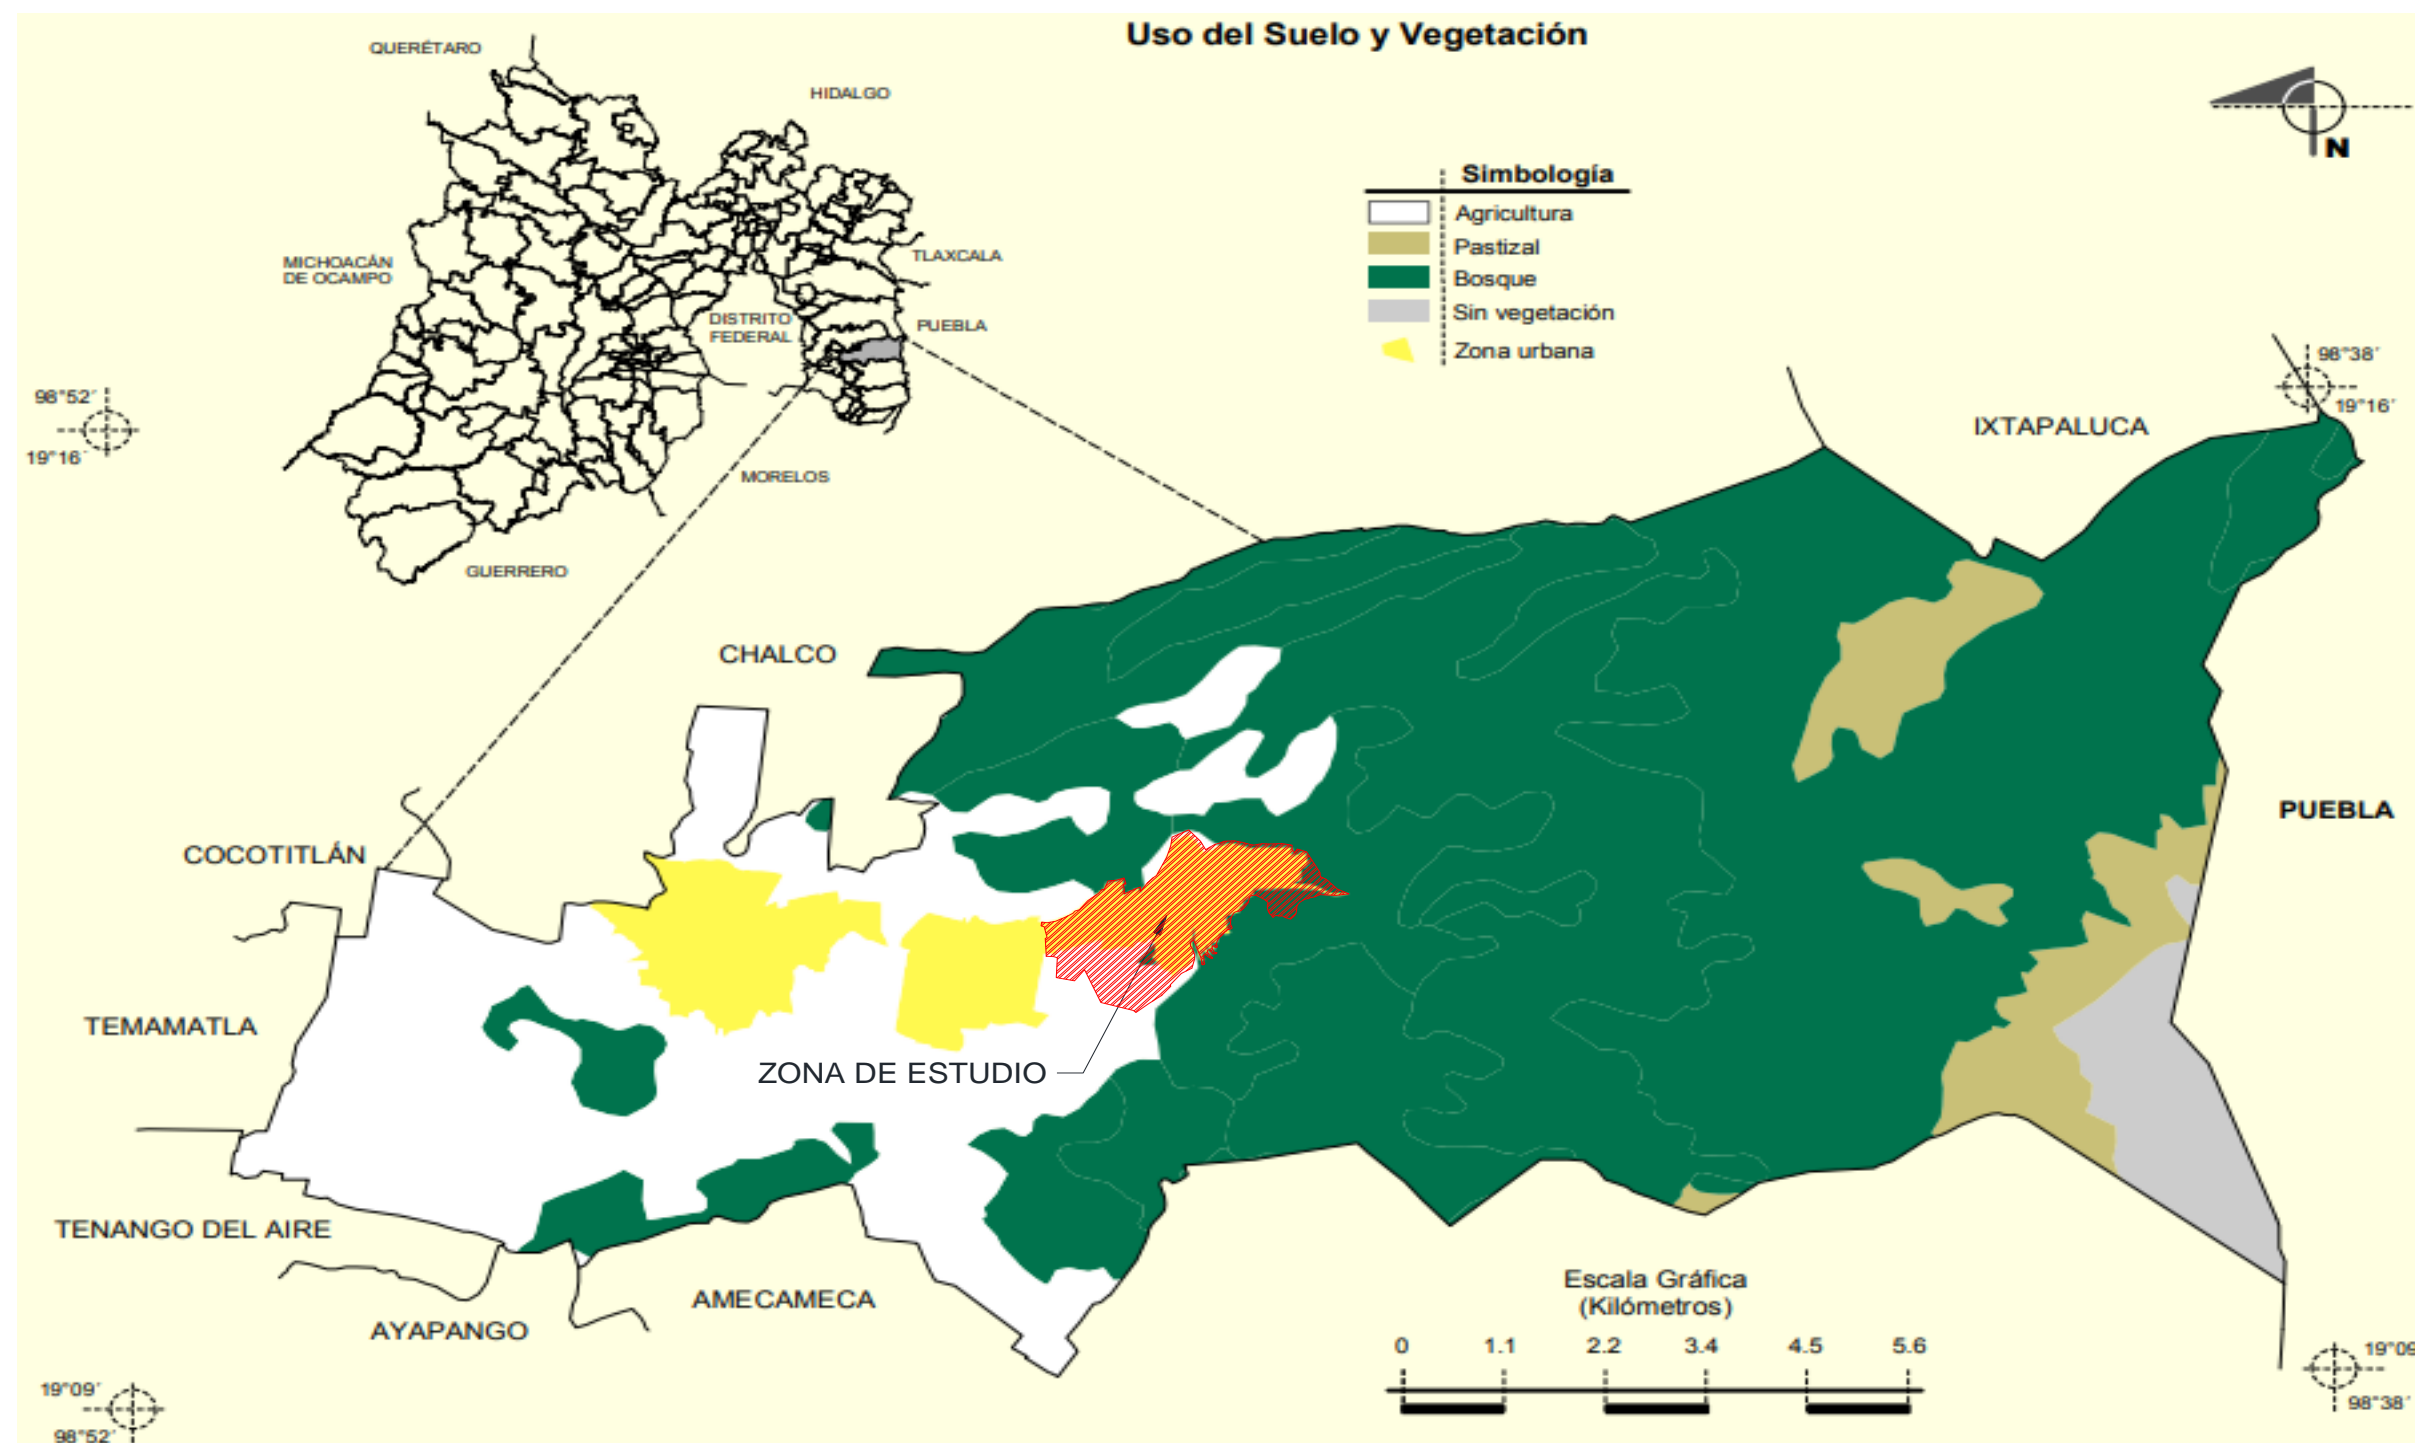 Uso del Suelo y Vegetación
QUERÉTARO
HIDALGO
N
Simbología
Agricultura
Pastizal
Bosque
Sin vegetación
Zona urbana
MICHOACÁN
DE OCAMPO
TLAXCALA
DISTRITO
FEDERAL
PUEBLA
MORELOS
GUERRERO
98°52´
19°16´
98°38´
19°16´
IXTAPALUCA
CHALCO
PUEBLA
COCOTITLÁN
TEMAMATLA
ZONA DE ESTUDIO
TENANGO DEL AIRE
AMECAMECA
AYAPANGO
Escala Gráfica
(Kilómetros)
0 1.1 2.2 3.4 4.5 5.6
19°09´
98°52´
19°09
98°38´